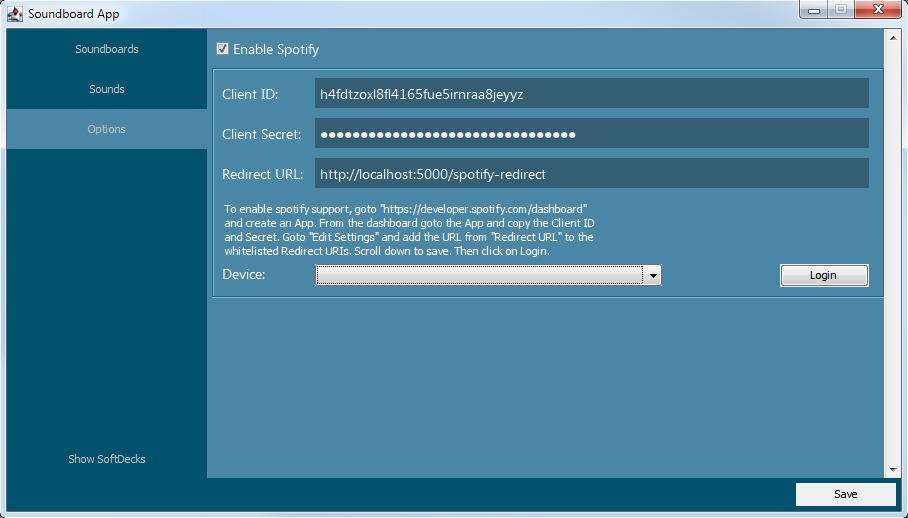 Soundboard App
Soundboards
Sounds
Options
Show SoftDecks
Enable Spotify
Client ID: h4fdtzoxl8fl4165fue5irnraa8jeyyz
Client Secret: ●●●●●●●●●●●●●●●●●●●●●●●●●●●●●●●●
Redirect URL: http://localhost:5000/spotify-redirect
To enable spotify support, goto "https://developer.spotify.com/dashboard"
and create an App. From the dashboard goto the App and copy the Client ID
and Secret. Goto "Edit Settings" and add the URL from "Redirect URL" to the
whitelisted Redirect URIs. Scroll down to save. Then click on Login.
Device:
Login
Save